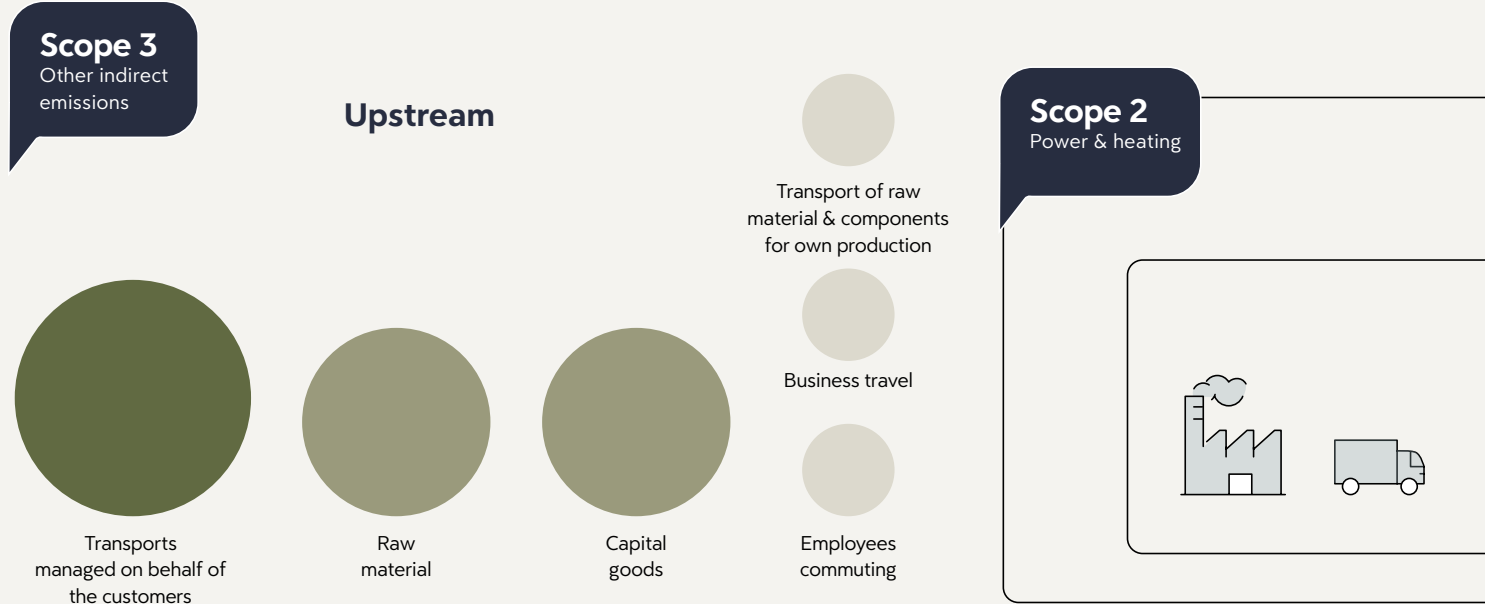 Scope 3
Other indirect
emissions
Upstream
Transport of raw
material & components
for own production
Business travel
Transports
managed on behalf of
the customers
Raw
material
Capital
goods
Employees
commuting
Scope 2
Power & heating